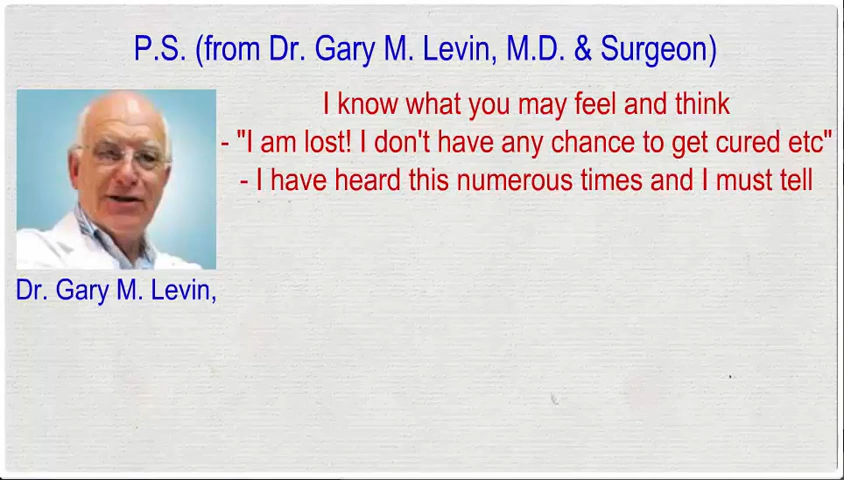 P.S. (from Dr. Gary M. Levin, M.D. & Surgeon)
I know what you may feel and think
- "I am lost! I don't have any chance to get cured etc"
- I have heard this numerous times and I must tell
Dr. Gary M. Levin,